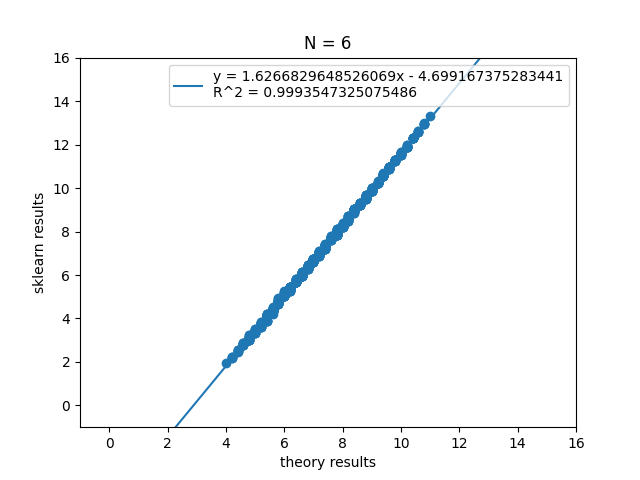 N = 6
y = 1.6266829648526069x - 4.699167375283441
R^2 = 0.9993547325075486
16
14
12
10
8
6
4
2
0
sklearn results
0 2 4 6 8 10 12 14 16
theory results